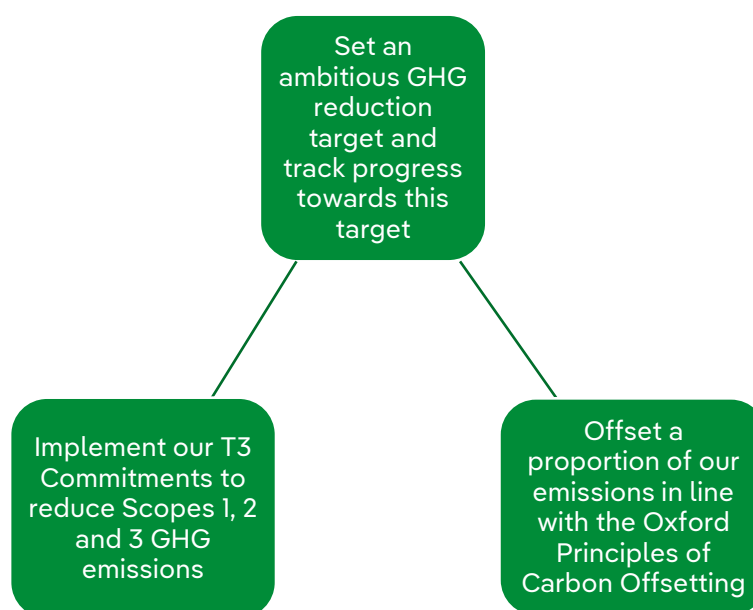 Set an
ambitious GHG
reduction
target and
track progress
towards this
target
Implement our T3
Commitments to
reduce Scopes 1, 2
and 3 GHG
emissions
Offset a
proportion of our
emissions in line
with the Oxford
Principles of
Carbon Offsetting